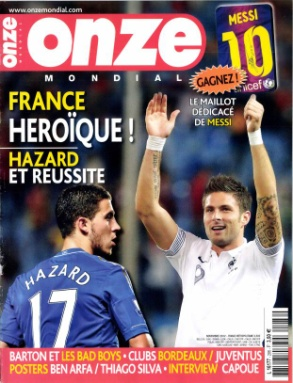 www.onzemondial.com
onze
MONDIAL
onze
MESSI
10
unicef
GAGNEZ !
LE MAILLOT
DÉDICACÉ
DE MESSI
FRANCE
HEROÏQUE !
HAZARD
ET REUSSITE
HAZARD
17
BARTON ET LES BAD BOYS • CLUBS BORDEAUX / JUVENTUS
POSTERS BEN ARFA / THIAGO SILVA • INTERVIEW CAPOUE